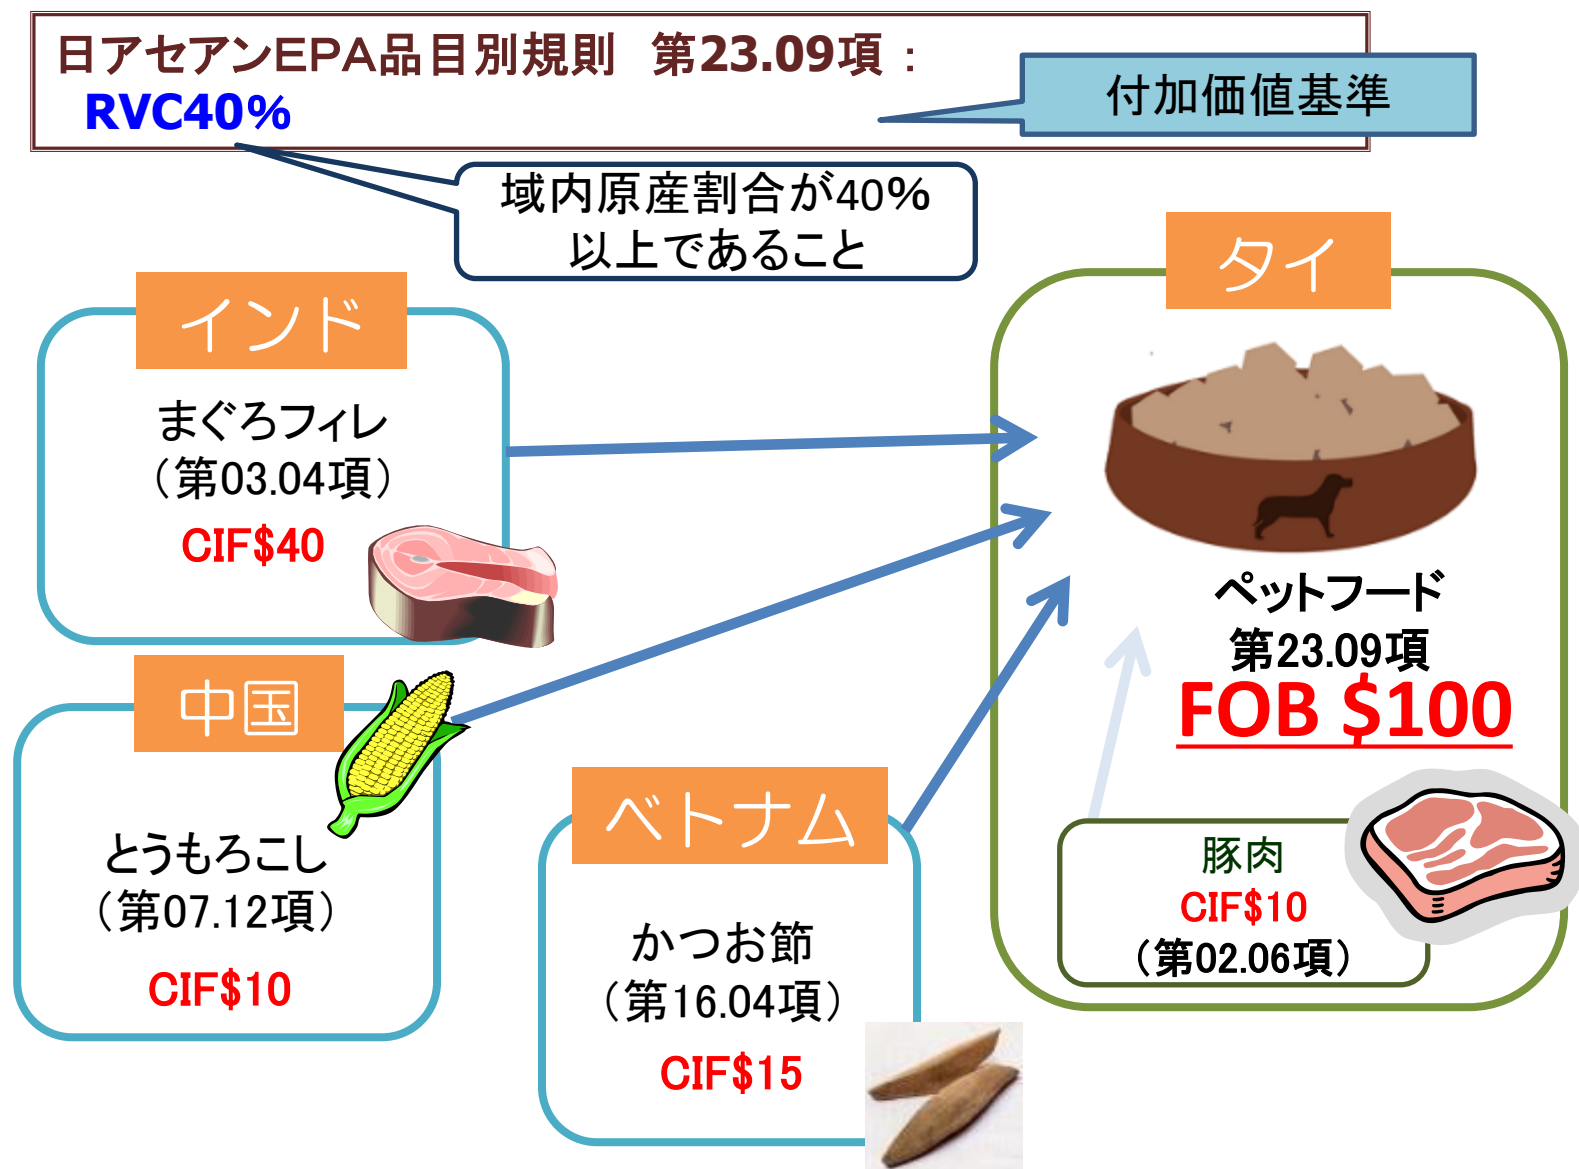 日アセアンEPA品目別規則　第23.09項：
RVC40%
付加価値基準
域内原産割合が40%
以上であること
タイ
インド
まぐろフィレ
（第03.04項）
CIF$40
ペットフード
第23.09項
FOB $100
中国
とうもろこし
（第07.12項）
CIF$10
ベトナム
かつお節
（第16.04項）
CIF$15
豚肉
CIF$10
（第02.06項）